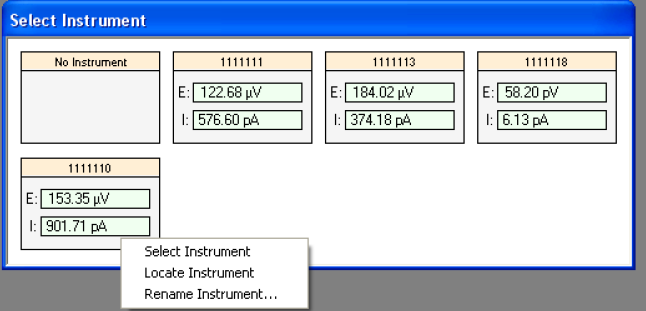 Select Instrument
No Instrument
1111111
E: 122.68 µV
I: 576.60 pA
1111113
E: 184.02 µV
I: 374.18 pA
1111118
E: 58.20 pV
I: 6.13 pA
1111110
E: 153.35 µV
I: 901.71 pA
Select Instrument
Locate Instrument
Rename Instrument...